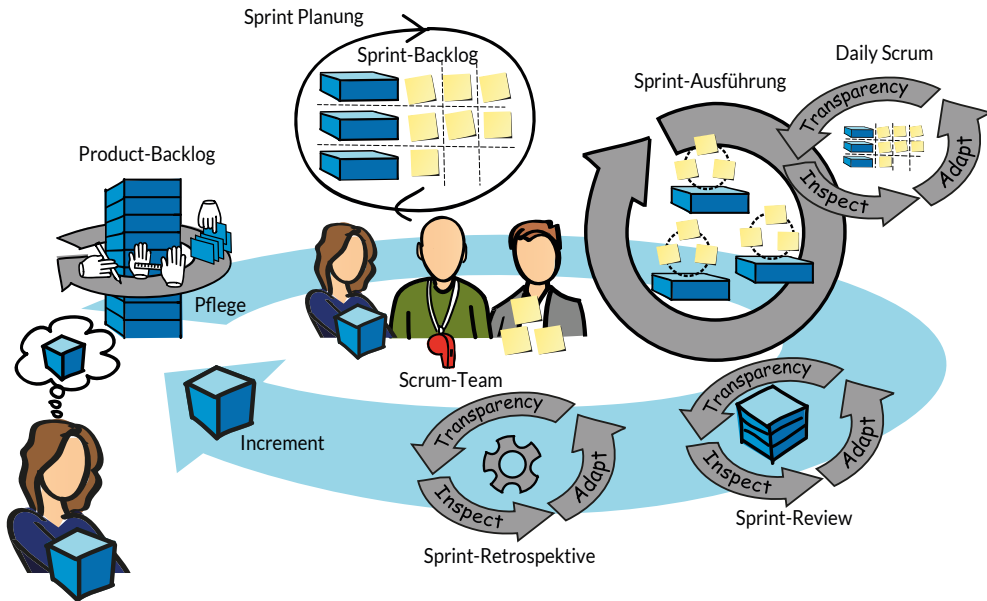 Sprint Planung
Sprint-Backlog
Daily Scrum
Sprint-Ausführung
Transparency
Inspect
Adapt
Product-Backlog
Pflege
Scrum-Team
Increment
Transparency
Inspect
Adapt
Sprint-Review
Transparency
Inspect
Adapt
Sprint-Retrospektive